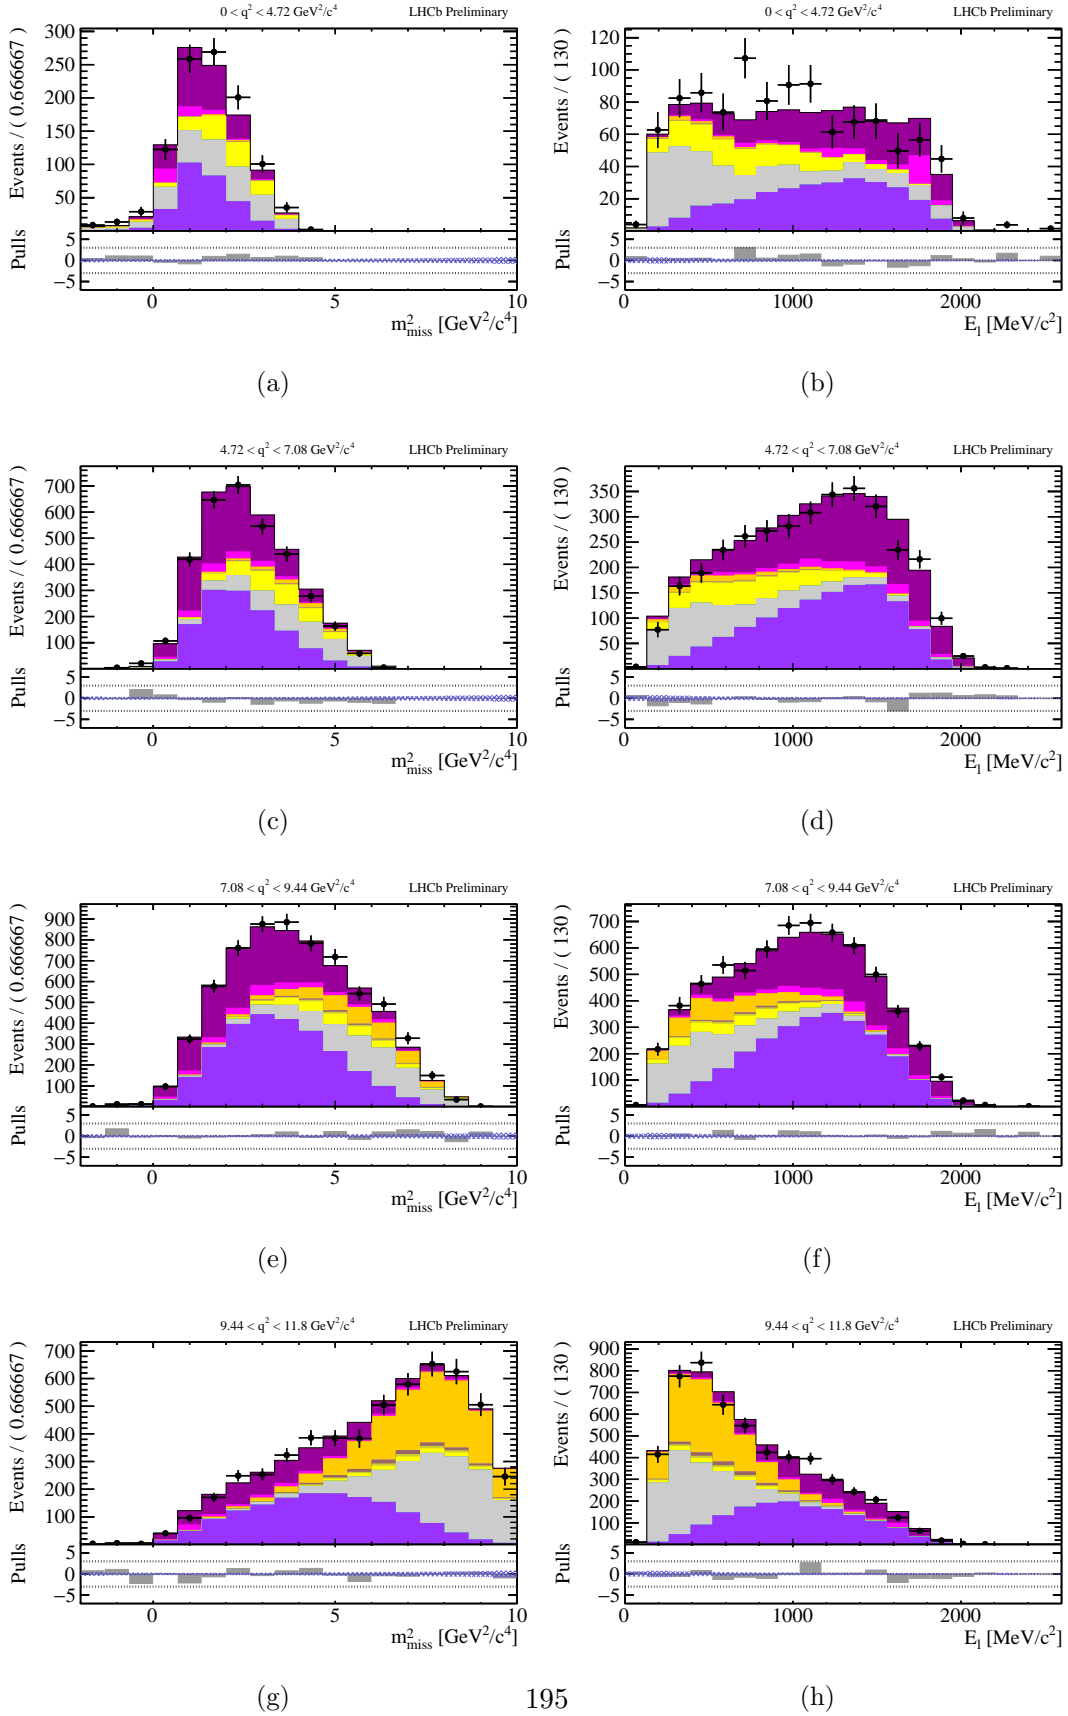 0 < q² < 4.72 GeV²/c⁴ LHCb Preliminary
Events / ( 0.666667 )
300
250
200
150
100
50
Pulls
5
0
−5
0 5 10
m²miss [GeV²/c⁴]
(a)
0 < q² < 4.72 GeV²/c⁴ LHCb Preliminary
Events / ( 130 )
120
100
80
60
40
20
0
Pulls
5
0
−5
0 1000 2000
E_l [MeV/c²]
(b)
4.72 < q² < 7.08 GeV²/c⁴ LHCb Preliminary
Events / ( 0.666667 )
700
600
500
400
300
200
100
Pulls
5
0
−5
0 5 10
m²miss [GeV²/c⁴]
(c)
4.72 < q² < 7.08 GeV²/c⁴ LHCb Preliminary
Events / ( 130 )
350
300
250
200
150
100
50
Pulls
5
0
−5
0 1000 2000
E_l [MeV/c²]
(d)
7.08 < q² < 9.44 GeV²/c⁴ LHCb Preliminary
Events / ( 0.666667 )
900
800
700
600
500
400
300
200
100
Pulls
5
0
−5
0 5 10
m²miss [GeV²/c⁴]
(e)
7.08 < q² < 9.44 GeV²/c⁴ LHCb Preliminary
Events / ( 130 )
700
600
500
400
300
200
100
Pulls
5
0
−5
0 1000 2000
E_l [MeV/c²]
(f)
9.44 < q² < 11.8 GeV²/c⁴ LHCb Preliminary
Events / ( 0.666667 )
700
600
500
400
300
200
100
Pulls
5
0
−5
0 5 10
m²miss [GeV²/c⁴]
(g)
9.44 < q² < 11.8 GeV²/c⁴ LHCb Preliminary
Events / ( 130 )
900
800
700
600
500
400
300
200
100
Pulls
5
0
−5
0 1000 2000
E_l [MeV/c²]
(h)
195